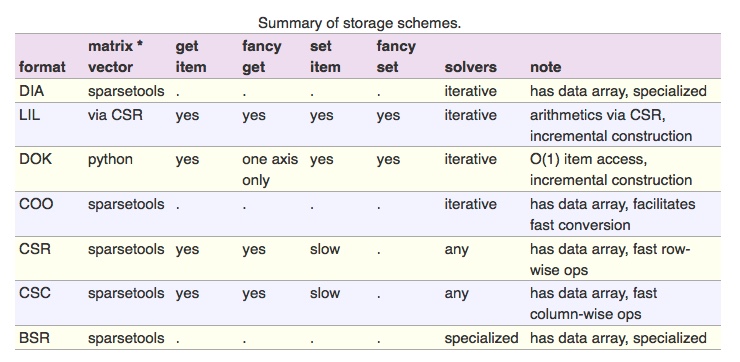 Summary of storage schemes.
matrix * get fancy set fancy
format vector item get item set solvers note
DIA sparsetools . . . . iterative has data array, specialized
LIL via CSR yes yes yes yes iterative arithmetics via CSR,
incremental construction
DOK python yes one axis yes yes iterative O(1) item access,
only incremental construction
COO sparsetools . . . . iterative has data array, facilitates
fast conversion
CSR sparsetools yes yes slow . any has data array, fast row-
wise ops
CSC sparsetools yes yes slow . any has data array, fast
column-wise ops
BSR sparsetools . . . . specialized has data array, specialized